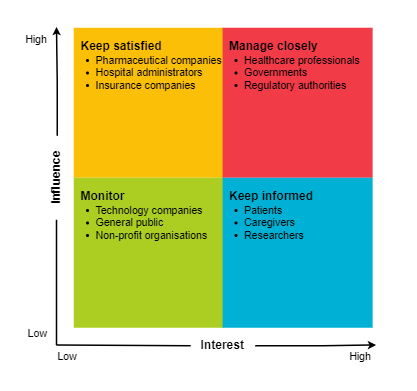 High
Keep satisfied
• Pharmaceutical companies
• Hospital administrators
• Insurance companies
Manage closely
• Healthcare professionals
• Governments
• Regulatory authorities
Influence
Monitor
• Technology companies
• General public
• Non-profit organisations
Keep informed
• Patients
• Caregivers
• Researchers
Low
Low
Interest
High